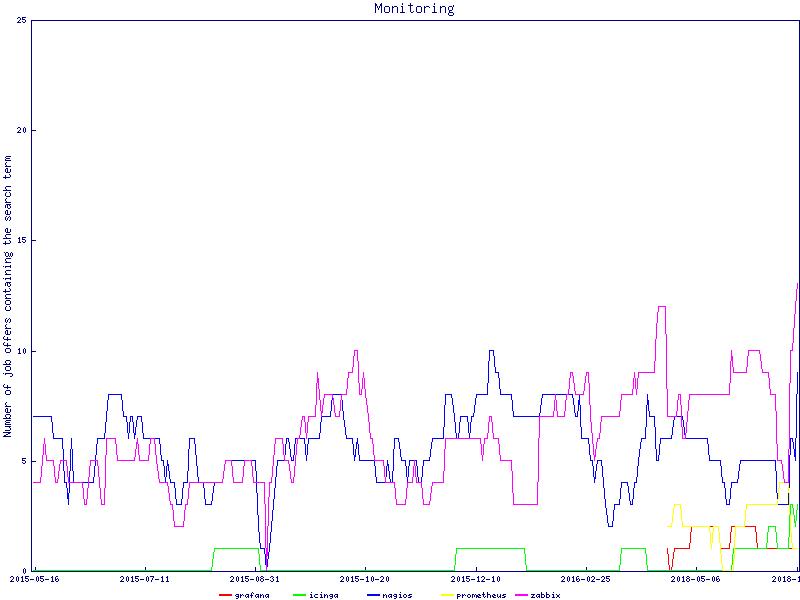 Monitoring
Number of job offers containing the search term
25
20
15
10
5
0
2015-05-16 2015-07-11 2015-08-31 2015-10-20 2015-12-10 2016-02-25 2018-05-06 2018-1
grafana icinga nagios prometheus zabbix